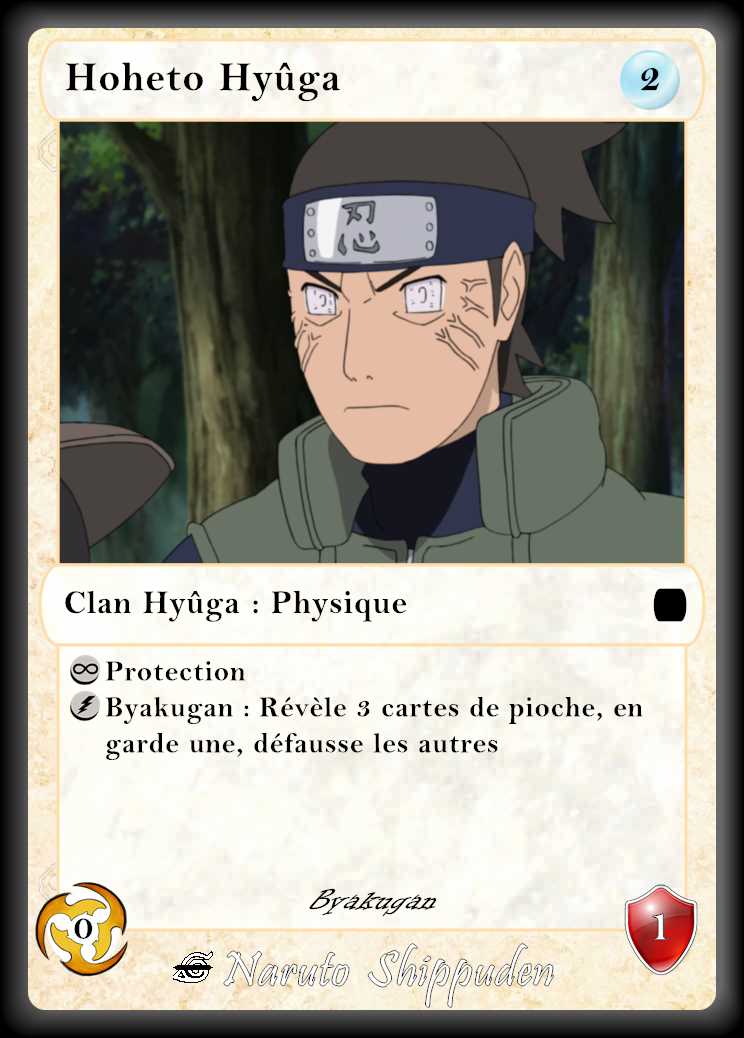 Hoheto Hyûga
2
忍
Clan Hyûga : Physique
Protection
Byakugan : Révèle 3 cartes de pioche, en
garde une, défausse les autres
Byakugan
0
1
Naruto Shippuden